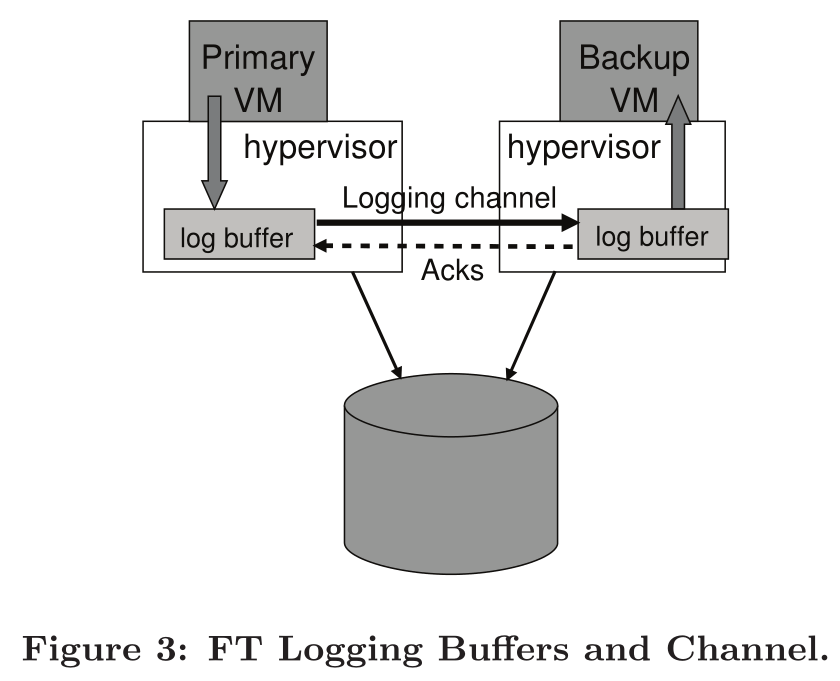 Primary
VM
Backup
VM
hypervisor
hypervisor
Logging channel
log buffer
log buffer
Acks
Figure 3: FT Logging Buffers and Channel.